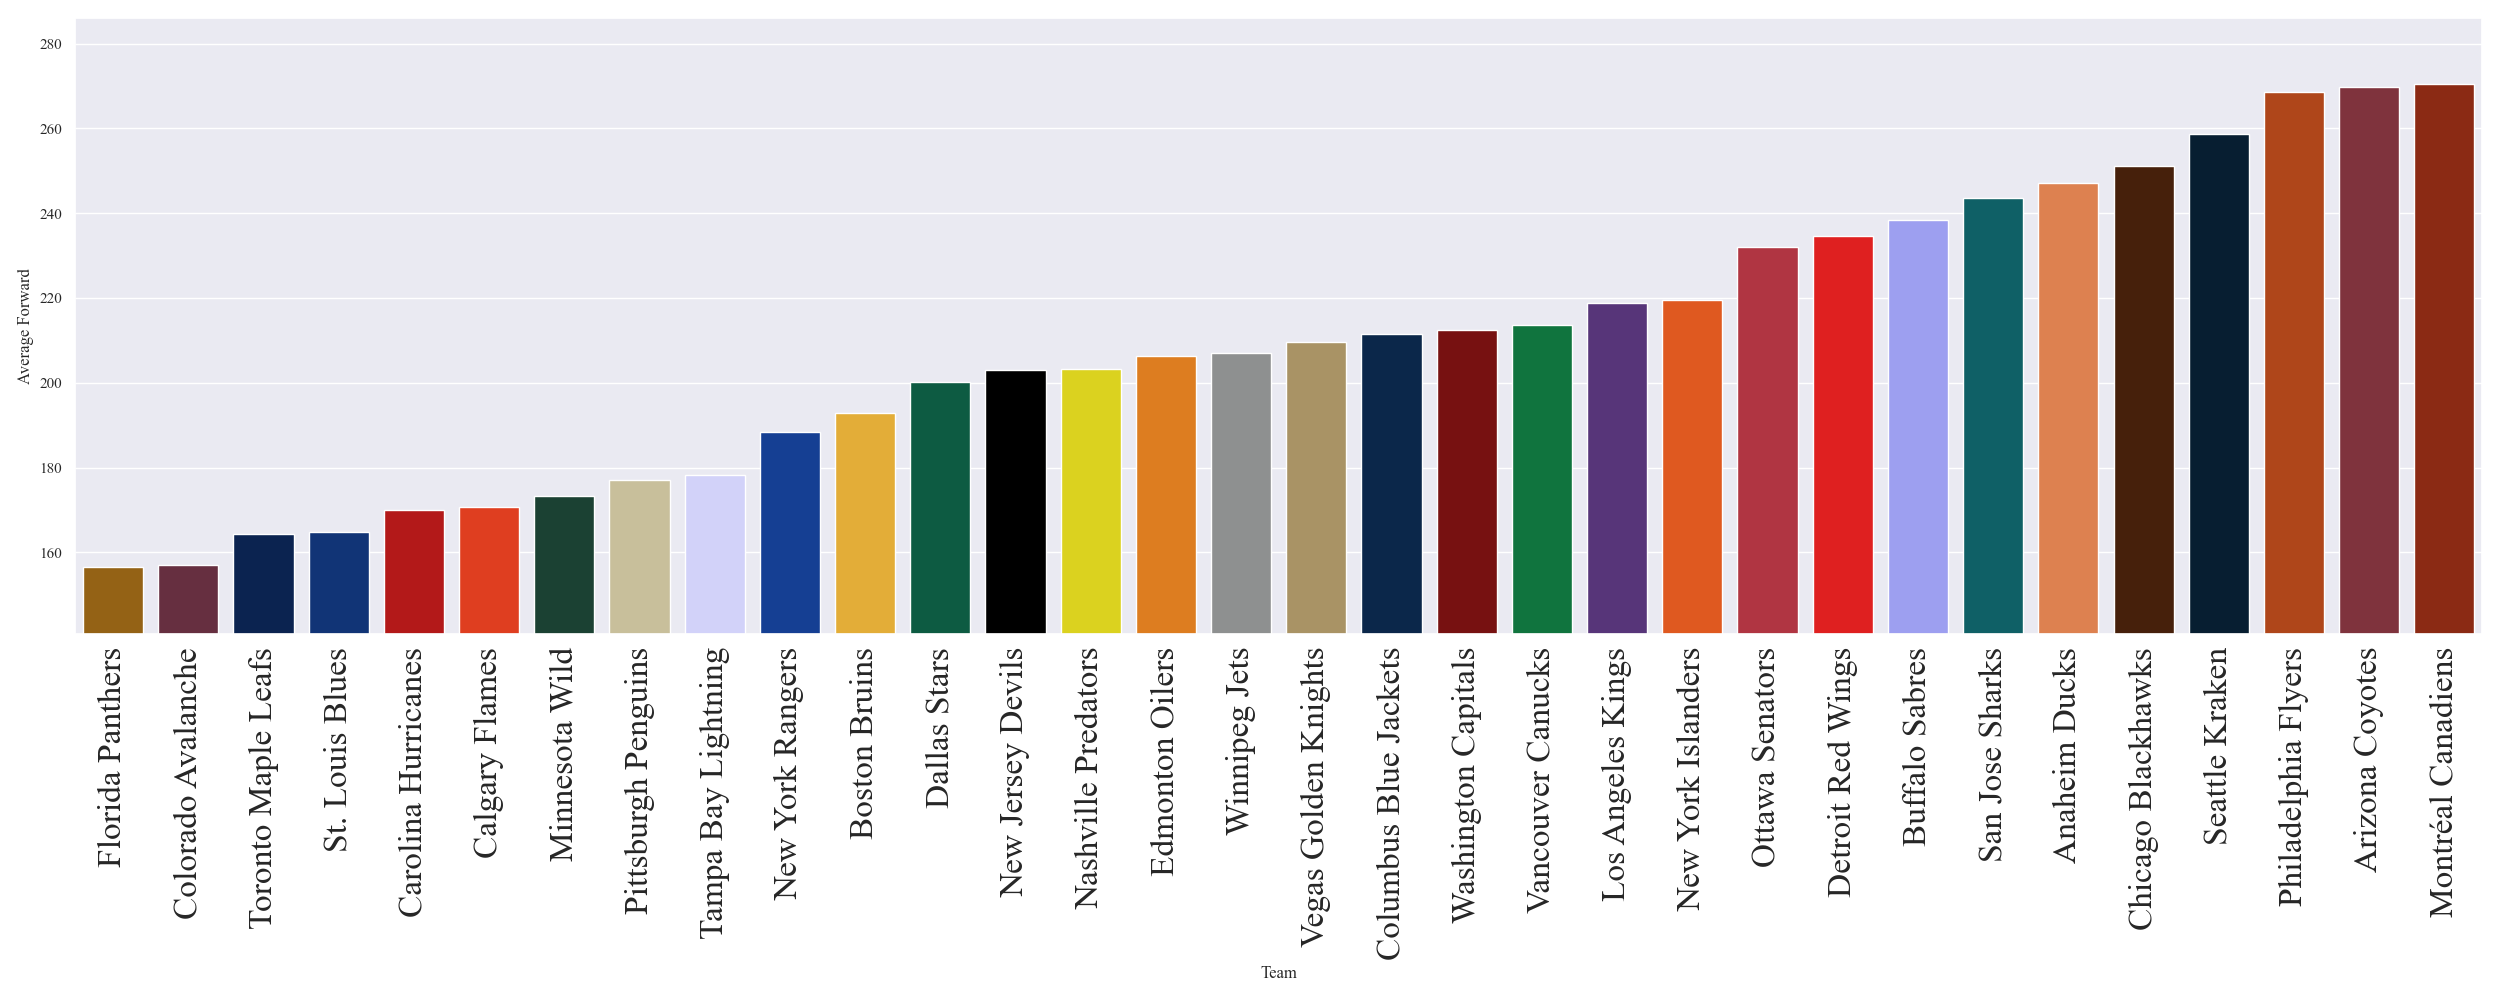 280
260
240
220
200
180
160
Average Forward
Florida Panthers
Colorado Avalanche
Toronto Maple Leafs
St. Louis Blues
Carolina Hurricanes
Calgary Flames
Minnesota Wild
Pittsburgh Penguins
Tampa Bay Lightning
New York Rangers
Boston Bruins
Dallas Stars
New Jersey Devils
Nashville Predators
Edmonton Oilers
Winnipeg Jets
Vegas Golden Knights
Columbus Blue Jackets
Washington Capitals
Vancouver Canucks
Los Angeles Kings
New York Islanders
Ottawa Senators
Detroit Red Wings
Buffalo Sabres
San Jose Sharks
Anaheim Ducks
Chicago Blackhawks
Seattle Kraken
Philadelphia Flyers
Arizona Coyotes
Montréal Canadiens
Team